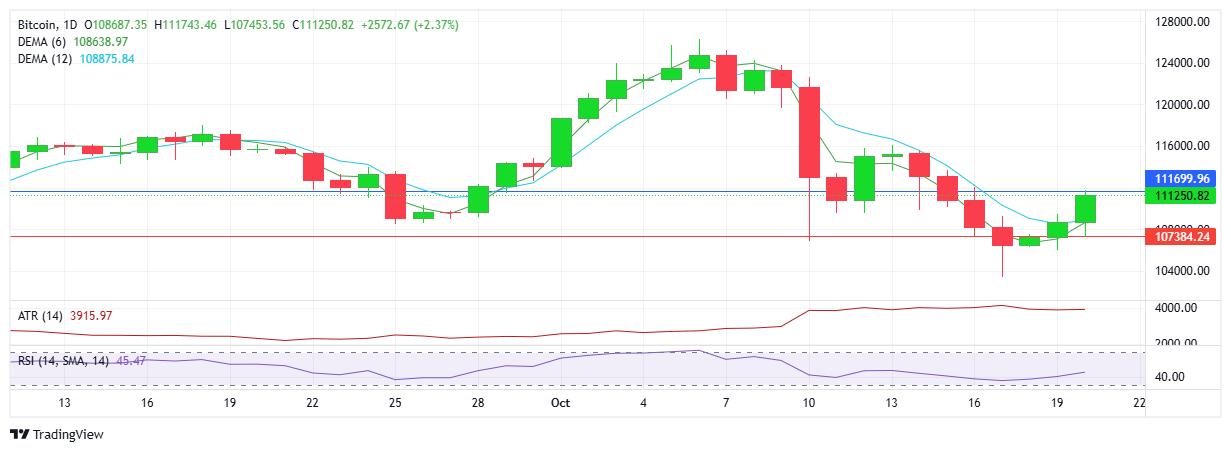 Bitcoin, 1D O108687.35 H111743.46 L107453.56 C111250.82 +2572.67 (+2.37%)
DEMA (6) 108638.97
DEMA (12) 108875.84
128000.00
124000.00
120000.00
116000.00
111699.96
111250.82
108000.00
107384.24
104000.00
ATR (14) 3915.97
4000.00
2000.00
RSI (14, SMA, 14) 45.47
40.00
13 16 19 22 25 28 Oct 4 7 10 13 16 19 22
TradingView